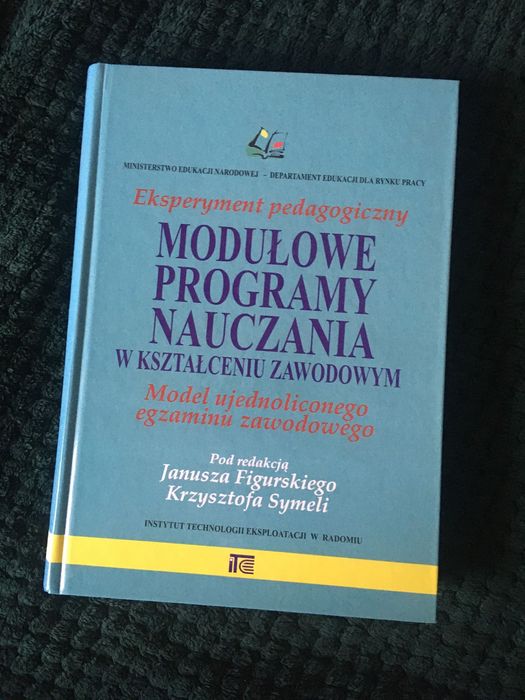 MINISTERSTWO EDUKACJI NARODOWEJ – DEPARTAMENT EDUKACJI DLA RYNKU PRACY
Eksperyment pedagogiczny
MODUŁOWE
PROGRAMY
NAUCZANIA
W KSZTAŁCENIU ZAWODOWYM
Model ujednoliconego
egzaminu zawodowego
Pod redakcją
Janusza Figurskiego
Krzysztofa Symeli
INSTYTUT TECHNOLOGII EKSPLOATACJI W RADOMIU
ITE